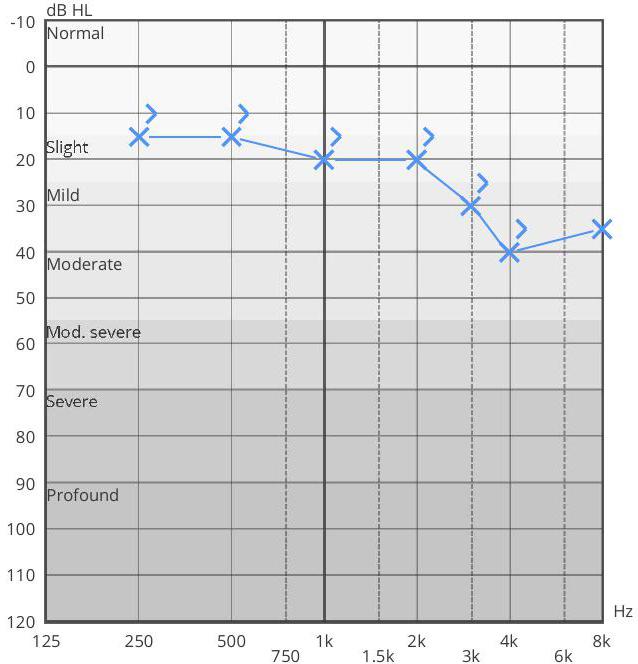 dB HL
-10
Normal
0
10
Slight
20
Mild
30
40
Moderate
50
Mod. severe
60
70
Severe
80
90
Profound
100
110
120
Hz
125 250 500 1k 2k 4k 8k
750 1.5k 3k 6k